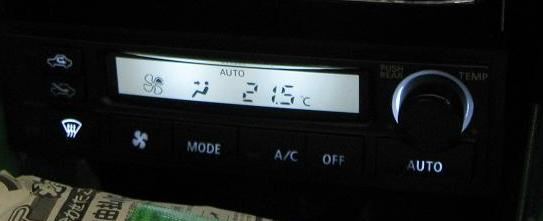 AUTO
21.5℃
PUSH
REAR
TEMP
MODE
A/C
OFF
AUTO